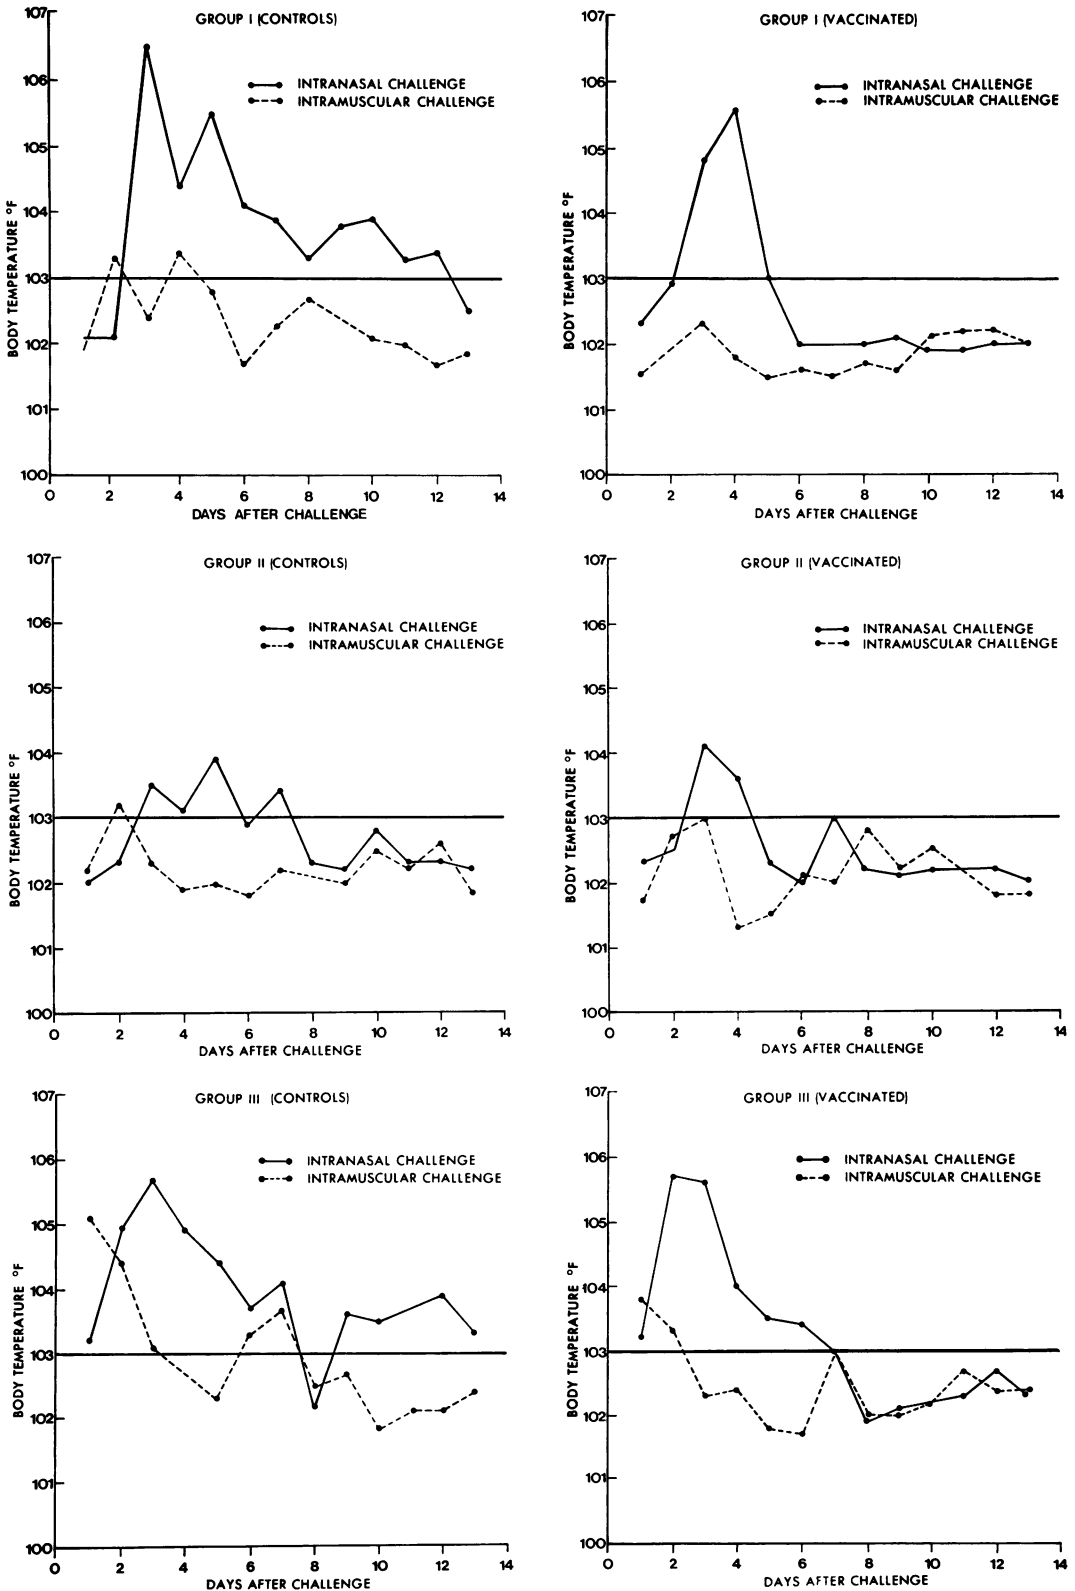 GROUP I (CONTROLS)
INTRANASAL CHALLENGE
INTRAMUSCULAR CHALLENGE
BODY TEMPERATURE °F
107
106
105
104
103
102
101
100
0 2 4 6 8 10 12 14
DAYS AFTER CHALLENGE
GROUP I (VACCINATED)
INTRANASAL CHALLENGE
INTRAMUSCULAR CHALLENGE
BODY TEMPERATURE °F
107
106
105
104
103
102
101
100
0 2 4 6 8 10 12 14
DAYS AFTER CHALLENGE
GROUP II (CONTROLS)
INTRANASAL CHALLENGE
INTRAMUSCULAR CHALLENGE
BODY TEMPERATURE °F
107
106
105
104
103
102
101
100
0 2 4 6 8 10 12 14
DAYS AFTER CHALLENGE
GROUP II (VACCINATED)
INTRANASAL CHALLENGE
INTRAMUSCULAR CHALLENGE
BODY TEMPERATURE °F
107
106
105
104
103
102
101
100
0 2 4 6 8 10 12 14
DAYS AFTER CHALLENGE
GROUP III (CONTROLS)
INTRANASAL CHALLENGE
INTRAMUSCULAR CHALLENGE
BODY TEMPERATURE °F
107
106
105
104
103
102
101
100
0 2 4 6 8 10 12 14
DAYS AFTER CHALLENGE
GROUP III (VACCINATED)
INTRANASAL CHALLENGE
INTRAMUSCULAR CHALLENGE
BODY TEMPERATURE °F
107
106
105
104
103
102
101
100
0 2 4 6 8 10 12 14
DAYS AFTER CHALLENGE